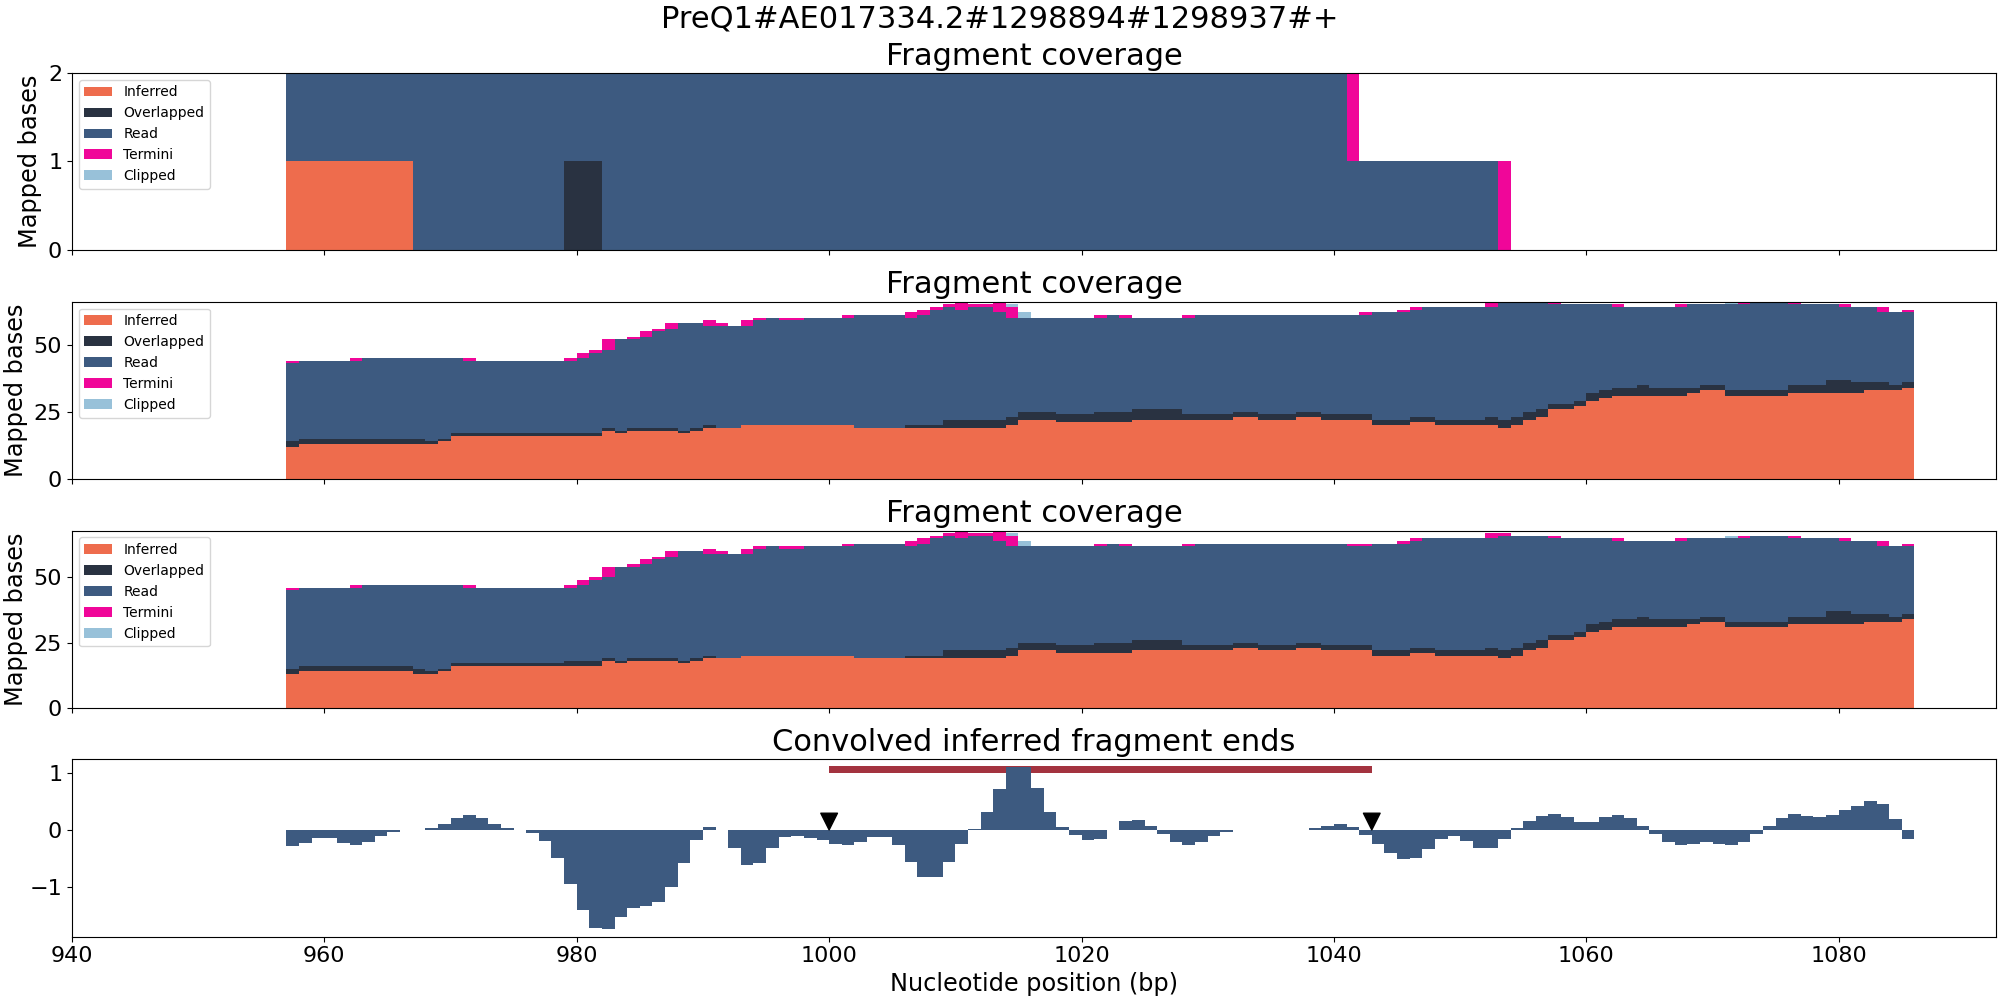 PreQ1#AE017334.2#1298894#1298937#+
Fragment coverage
Mapped bases
2
1
0
Inferred
Overlapped
Read
Termini
Clipped
Fragment coverage
Mapped bases
50
25
0
Inferred
Overlapped
Read
Termini
Clipped
Fragment coverage
Mapped bases
50
25
0
Inferred
Overlapped
Read
Termini
Clipped
Convolved inferred fragment ends
1
0
−1
940 960 980 1000 1020 1040 1060 1080
Nucleotide position (bp)